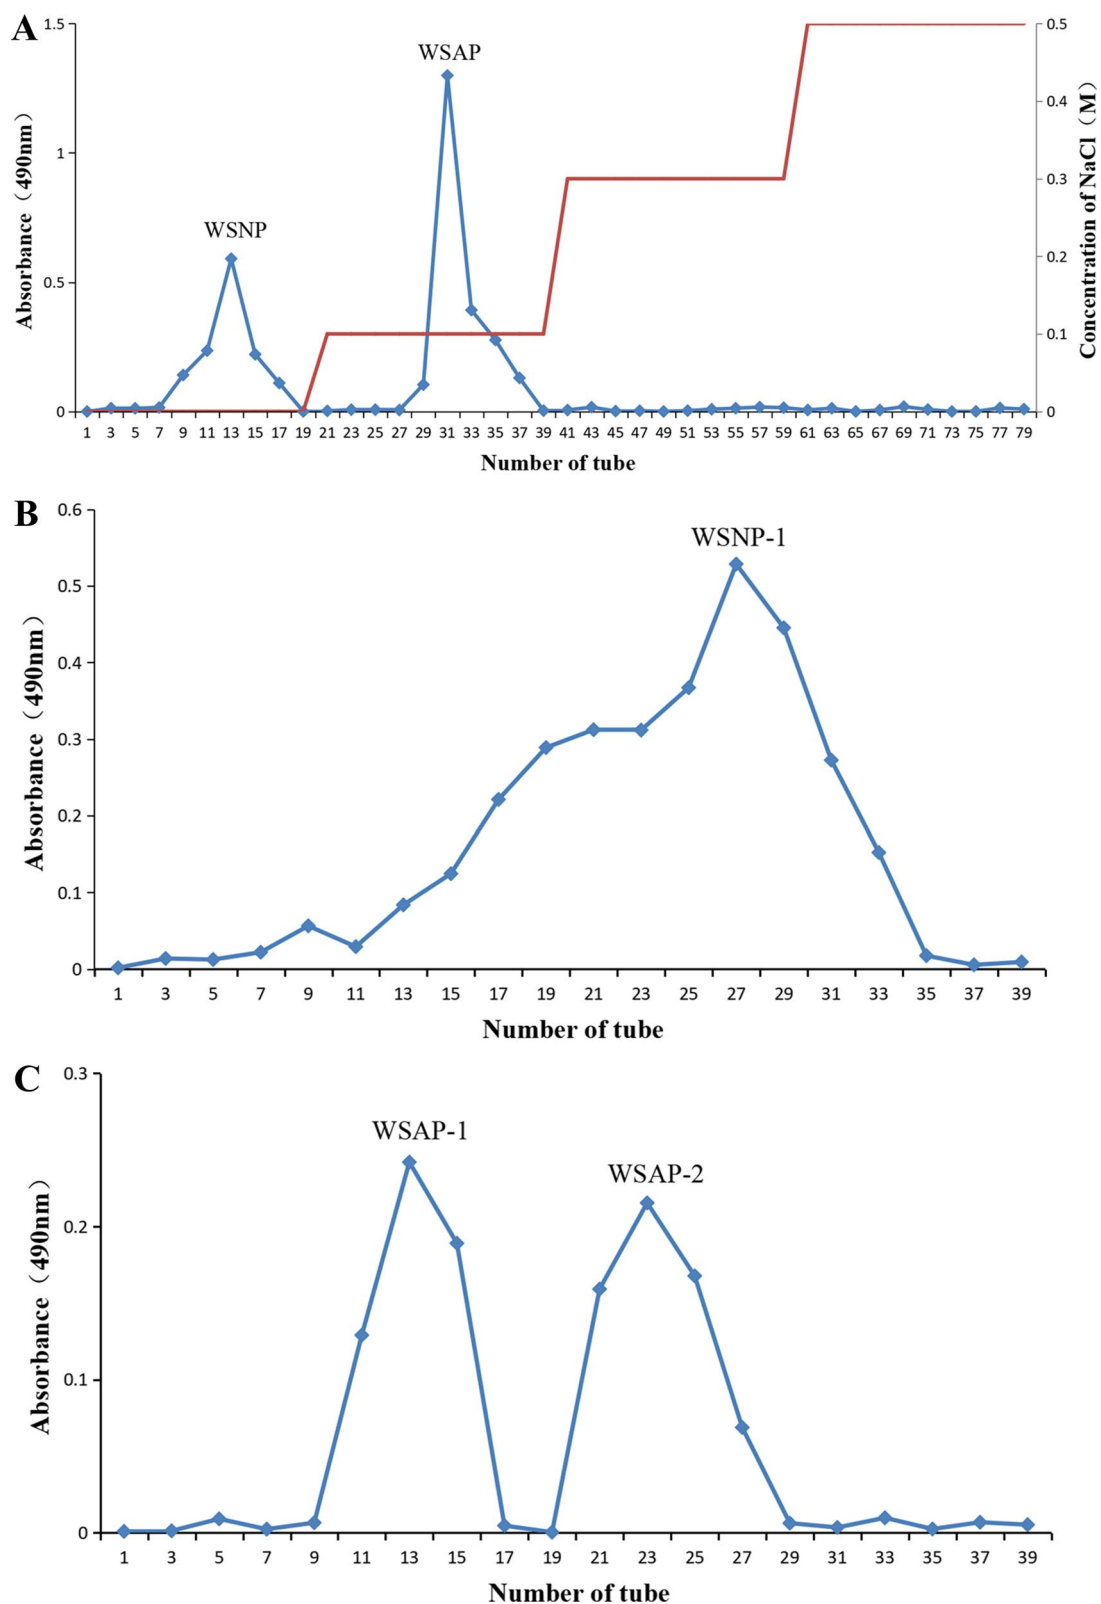 A
1.5
1
0.5
0
Absorbance（490nm）
WSNP
WSAP
0.5
0.4
0.3
0.2
0.1
0
Concentration of NaCl（M）
1 3 5 7 9 11 13 15 17 19 21 23 25 27 29 31 33 35 37 39 41 43 45 47 49 51 53 55 57 59 61 63 65 67 69 71 73 75 77 79
Number of tube
B
0.6
0.5
0.4
0.3
0.2
0.1
0
Absorbance（490nm）
WSNP-1
1 3 5 7 9 11 13 15 17 19 21 23 25 27 29 31 33 35 37 39
Number of tube
C
0.3
0.2
0.1
0
Absorbance（490nm）
WSAP-1
WSAP-2
1 3 5 7 9 11 13 15 17 19 21 23 25 27 29 31 33 35 37 39
Number of tube